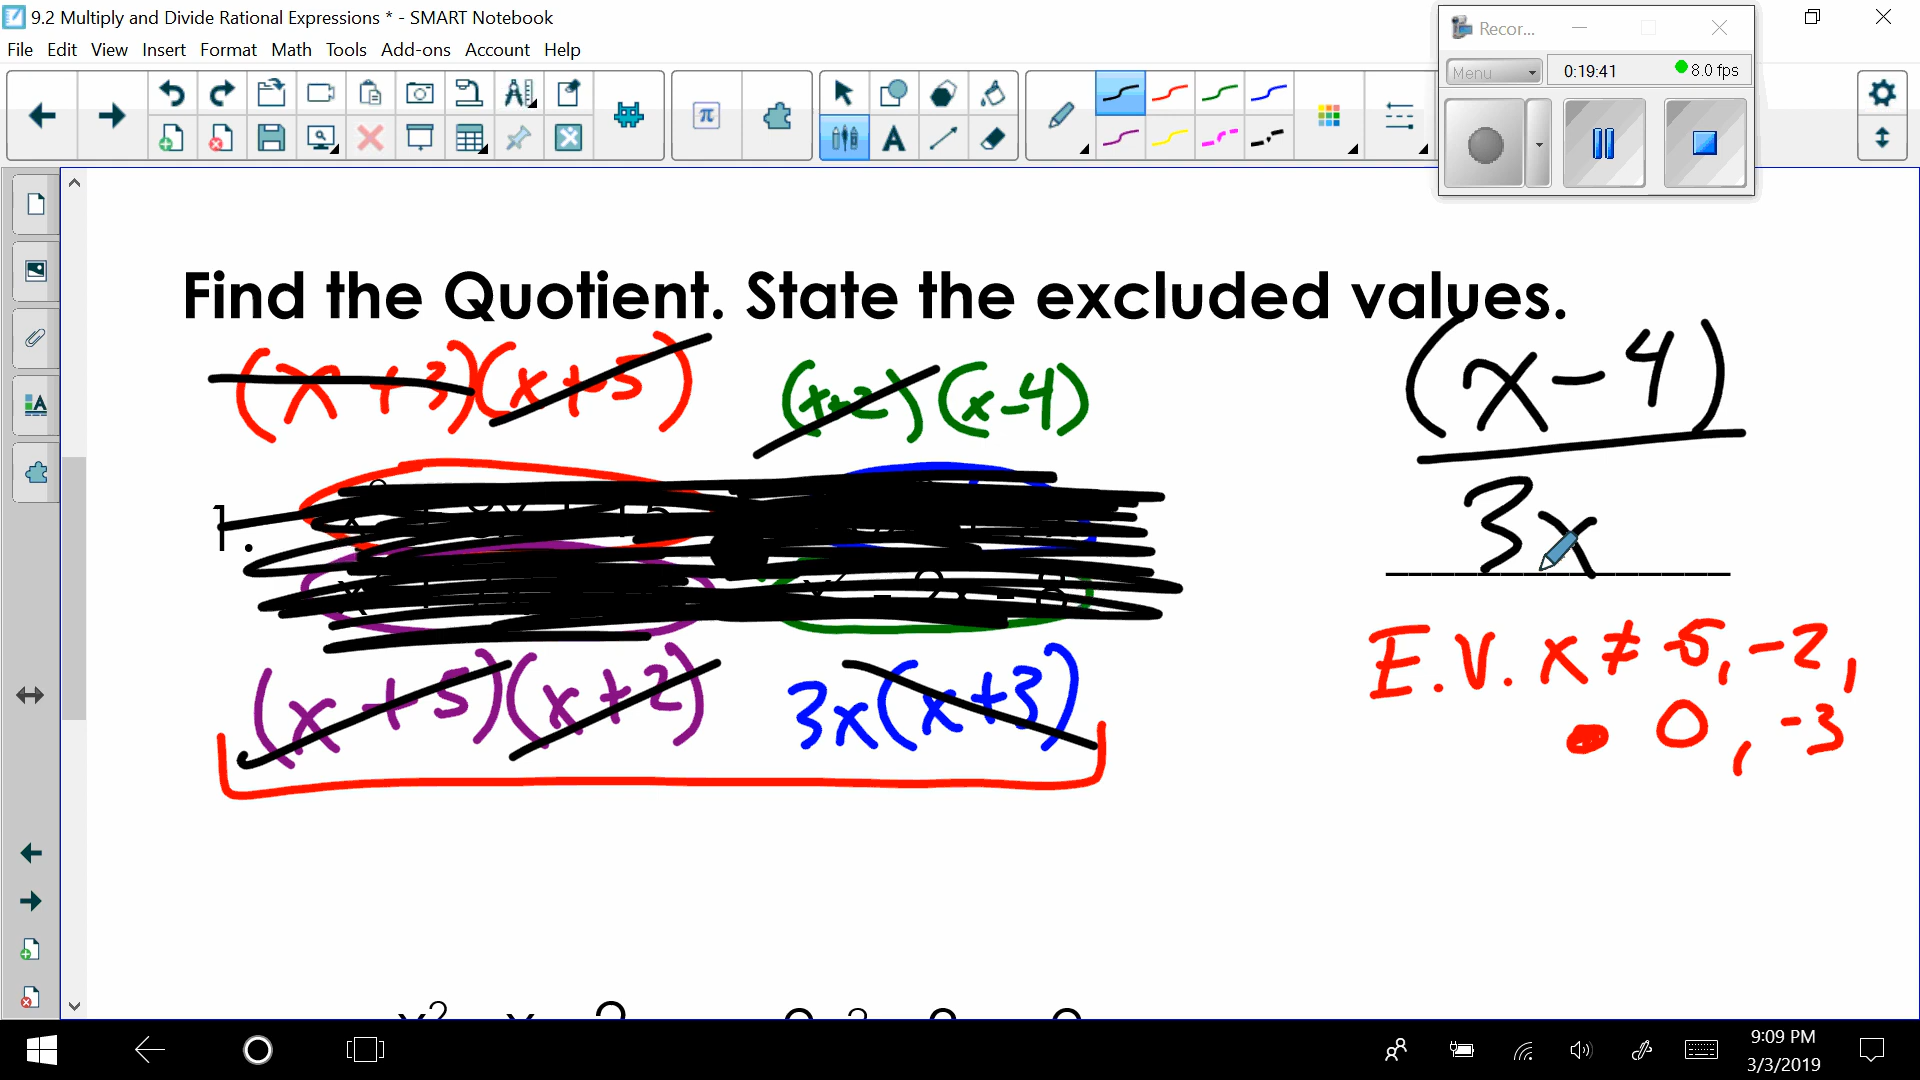 9.2 Multiply and Divide Rational Expressions * - SMART Notebook
File Edit View Insert Format Math Tools Add-ons Account Help
Recor...
Menu 0:19:41 8.0 fps
π
A
A
Find the Quotient. State the excluded values.
(x+3)(x+5) (x+2)(x-4)
(x-4)
1.
3x
(x+5)(x+2) 3x(x+3)
E.V. x ≠ -5, -2,
0, -3
9:09 PM
3/3/2019